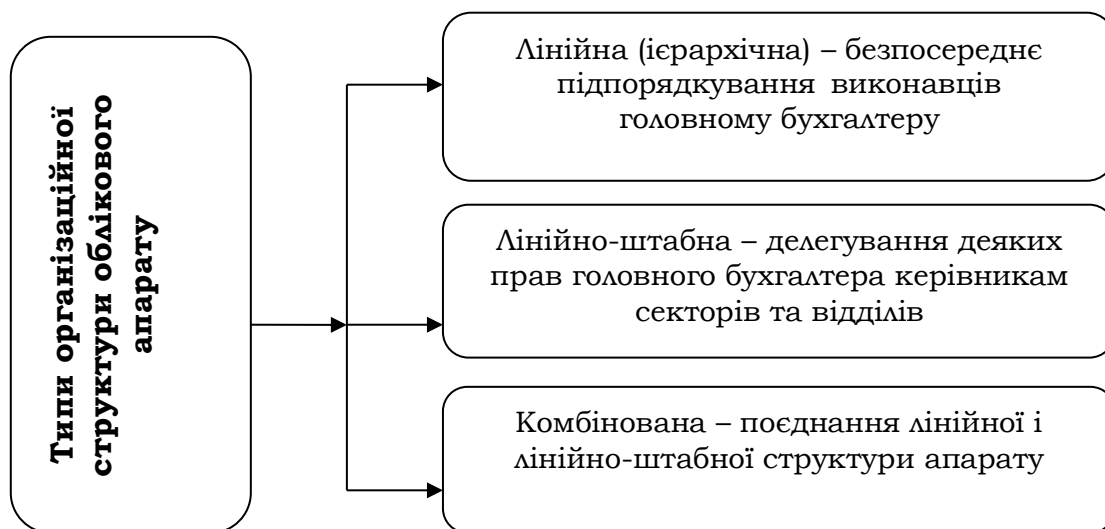 Типи організаційної
структури облікового
апарату
Лінійна (ієрархічна) – безпосереднє
підпорядкування виконавців
головному бухгалтеру
Лінійно-штабна – делегування деяких
прав головного бухгалтера керівникам
секторів та відділів
Комбінована – поєднання лінійної і
лінійно-штабної структури апарату